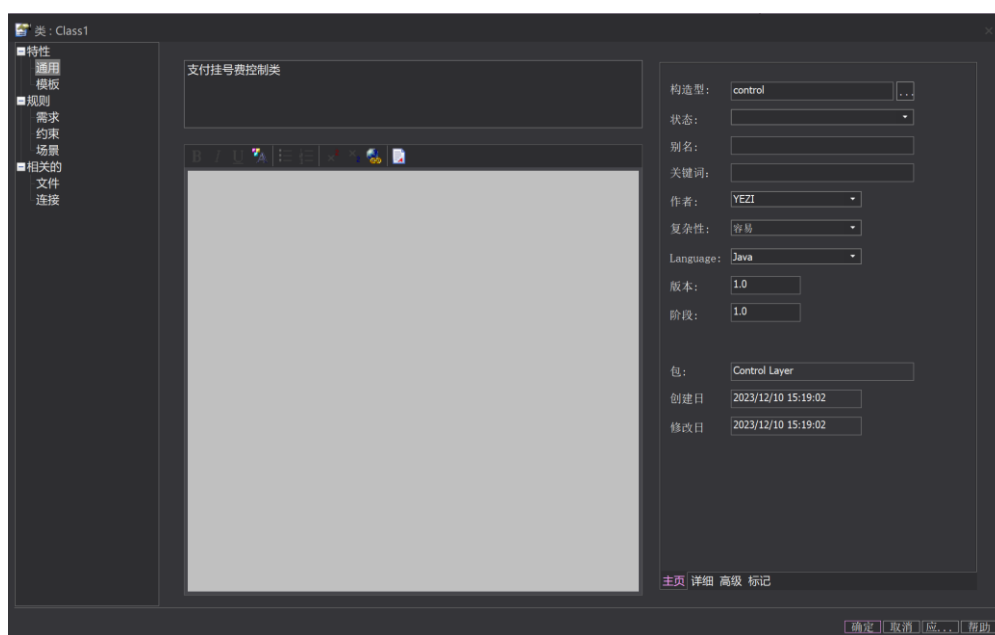 类 : Class1
特性
通用
模板
规则
需求
约束
场景
相关的
文件
连接
支付挂号费控制类
B I U
构造型: control ...
状态:
别名:
关键词:
作者: YEZI
复杂性: 容易
Language: Java
版本: 1.0
阶段: 1.0
包: Control Layer
创建日 2023/12/10 15:19:02
修改日 2023/12/10 15:19:02
主页 详细 高级 标记
确定 取消 应... 帮助